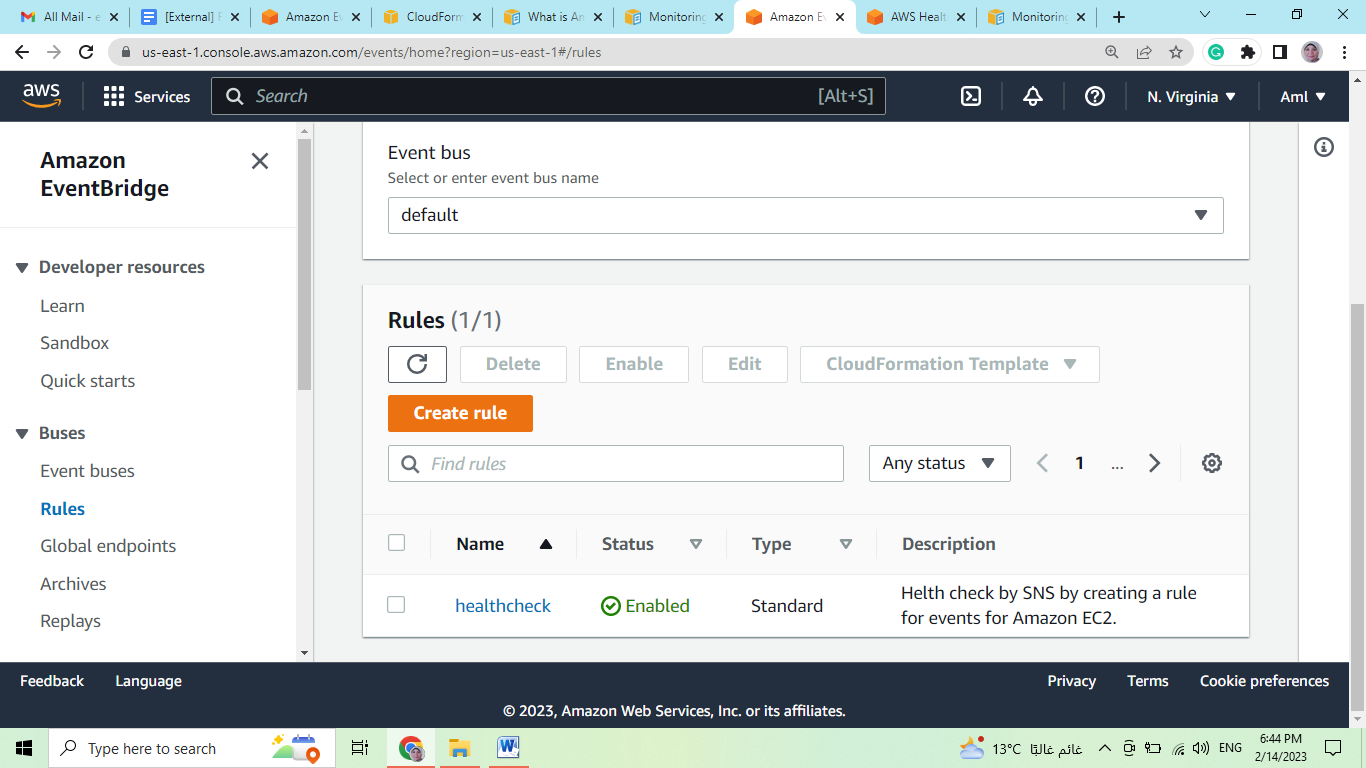 All Mail - e
[External] F
Amazon Ev
CloudForm
What is An
Monitoring
Amazon Ev
AWS Healt
Monitoring
us-east-1.console.aws.amazon.com/events/home?region=us-east-1#/rules
aws
Services
Search
[Alt+S]
N. Virginia
Aml
Amazon
EventBridge
Developer resources
Learn
Sandbox
Quick starts
Buses
Event buses
Rules
Global endpoints
Archives
Replays
Event bus
Select or enter event bus name
default
Rules (1/1)
Delete
Enable
Edit
CloudFormation Template
Create rule
Find rules
Any status
1
...
Name
Status
Type
Description
healthcheck
Enabled
Standard
Helth check by SNS by creating a rule
for events for Amazon EC2.
Feedback
Language
Privacy
Terms
Cookie preferences
© 2023, Amazon Web Services, Inc. or its affiliates.
Type here to search
13°C غائم غالبًا
ENG
6:44 PM
2/14/2023